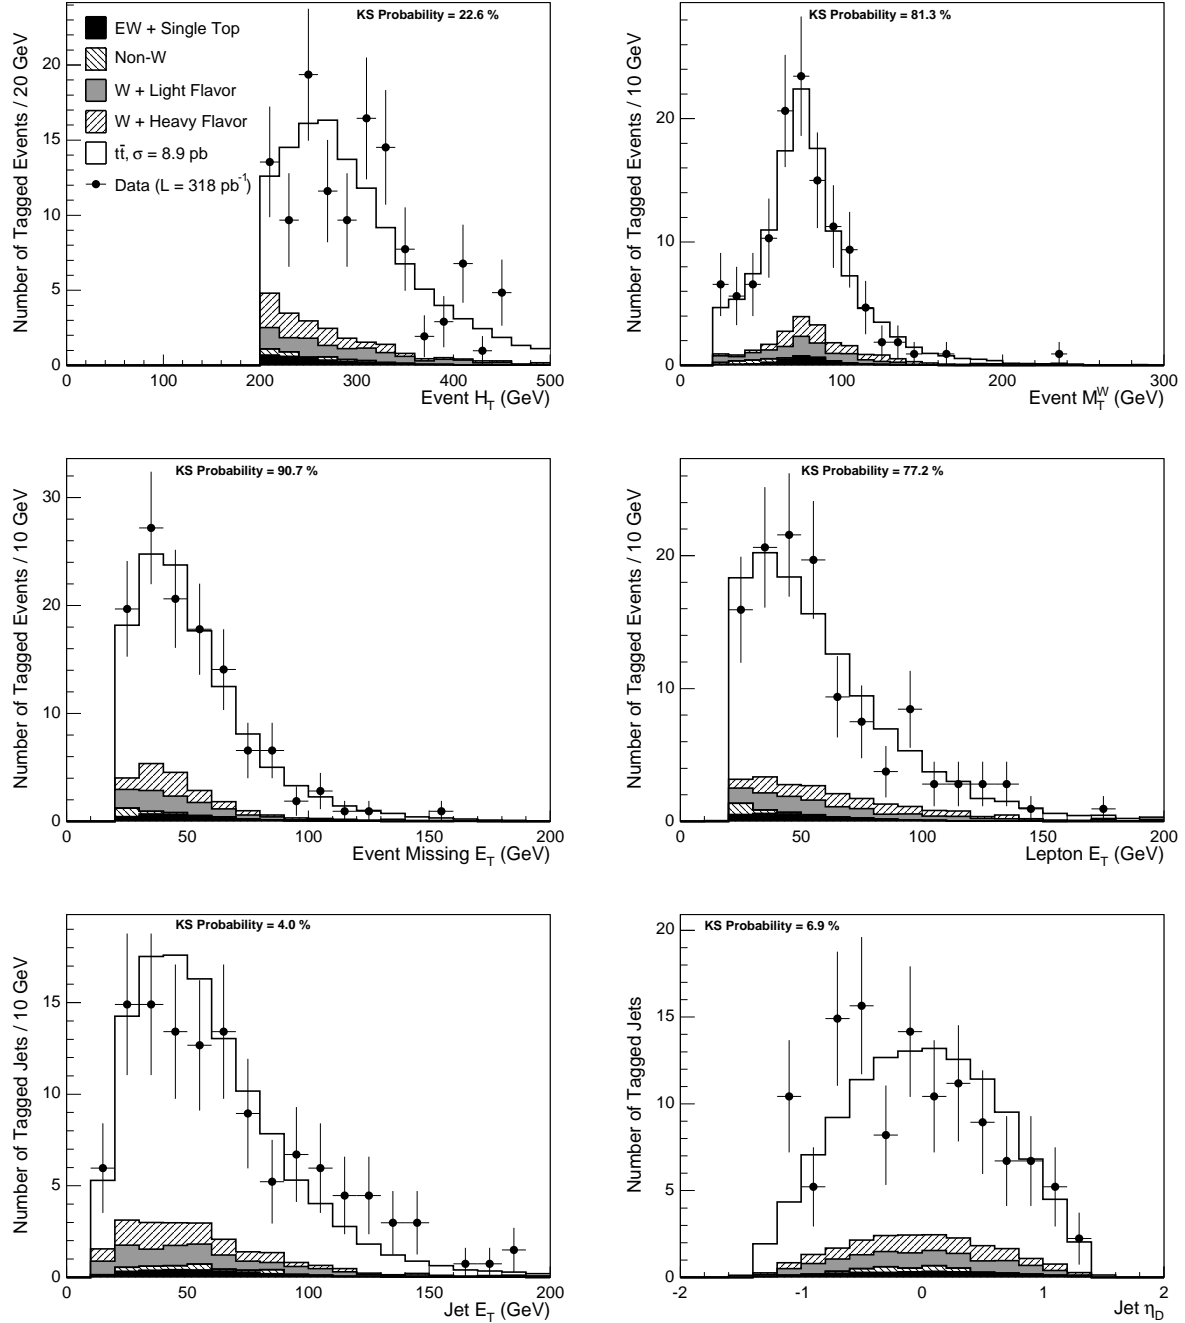 KS Probability = 22.6 %
EW + Single Top
Non-W
W + Light Flavor
W + Heavy Flavor
tt̄, σ = 8.9 pb
Data (L = 318 pb⁻¹)
Number of Tagged Events / 20 GeV
20
15
10
5
0
0 100 200 300 400 500
Event H_T (GeV)
KS Probability = 81.3 %
Number of Tagged Events / 10 GeV
20
10
0
0 100 200 300
Event M_T^W (GeV)
KS Probability = 90.7 %
Number of Tagged Events / 10 GeV
30
20
10
0
0 50 100 150 200
Event Missing E_T (GeV)
KS Probability = 77.2 %
Number of Tagged Events / 10 GeV
20
10
0
0 50 100 150 200
Lepton E_T (GeV)
KS Probability = 4.0 %
Number of Tagged Jets / 10 GeV
15
10
5
0
0 50 100 150 200
Jet E_T (GeV)
KS Probability = 6.9 %
Number of Tagged Jets
20
15
10
5
0
-2 -1 0 1 2
Jet η_D